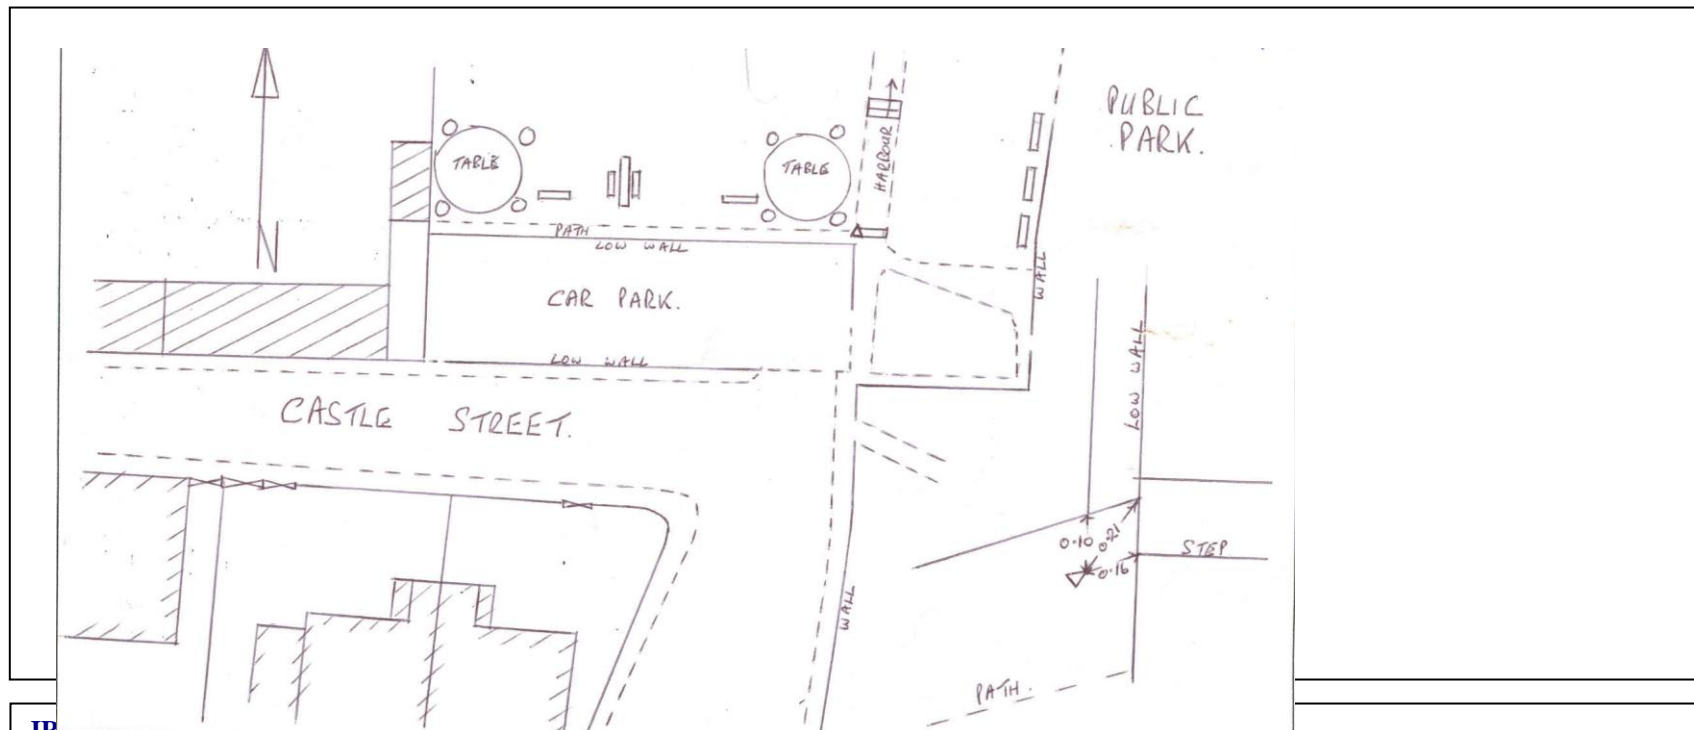 PUBLIC
PARK.
TABLE
TABLE
HARBOUR
N
PATH
LOW WALL
CAR PARK.
WALL
LOW WALL
LOW WALL
CASTLE STREET.
0.10
0.21
0.16
STEP
WALL
PATH.